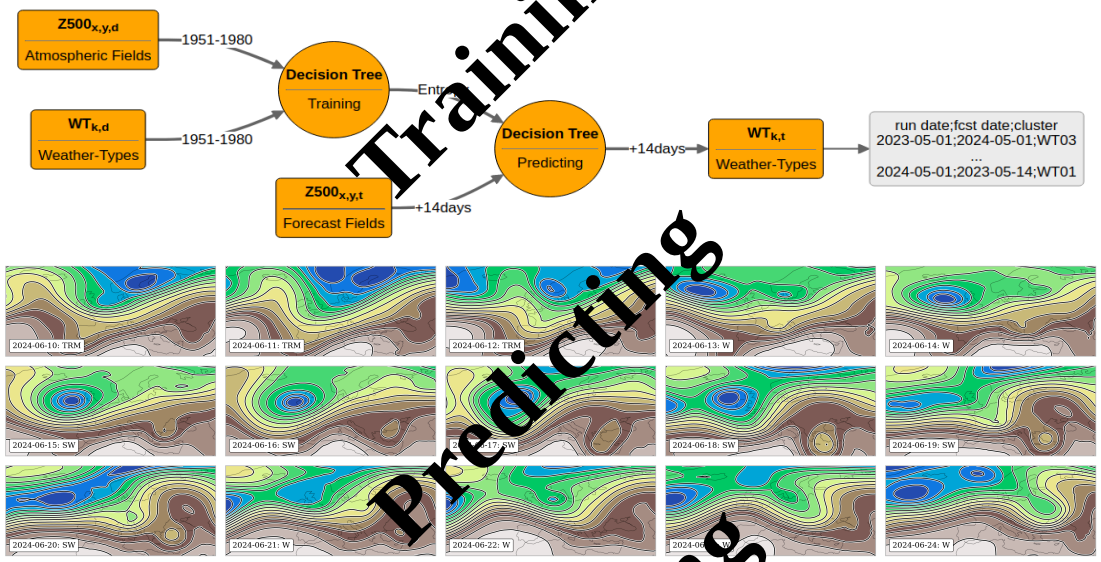 Z500x,y,d
Atmospheric Fields
1951-1980
WTk,d
Weather-Types
1951-1980
Decision Tree
Training
Z500x,y,t
Forecast Fields
+14days
Decision Tree
Predicting
+14days
WTk,t
Weather-Types
run date;fcst date;cluster
2023-05-01;2024-05-01;WT03
...
2024-05-01;2023-05-14;WT01
Predicting
2024-06-10: TRM
2024-06-11: TRM
2024-06-12: TRM
2024-06-13: W
2024-06-14: W
2024-06-15: SW
2024-06-16: SW
-17: SW
2024-06-18: SW
2024-06-19: SW
2024-06-20: SW
2024-06-21: W
2024-06-22: W
2024-06-24: W